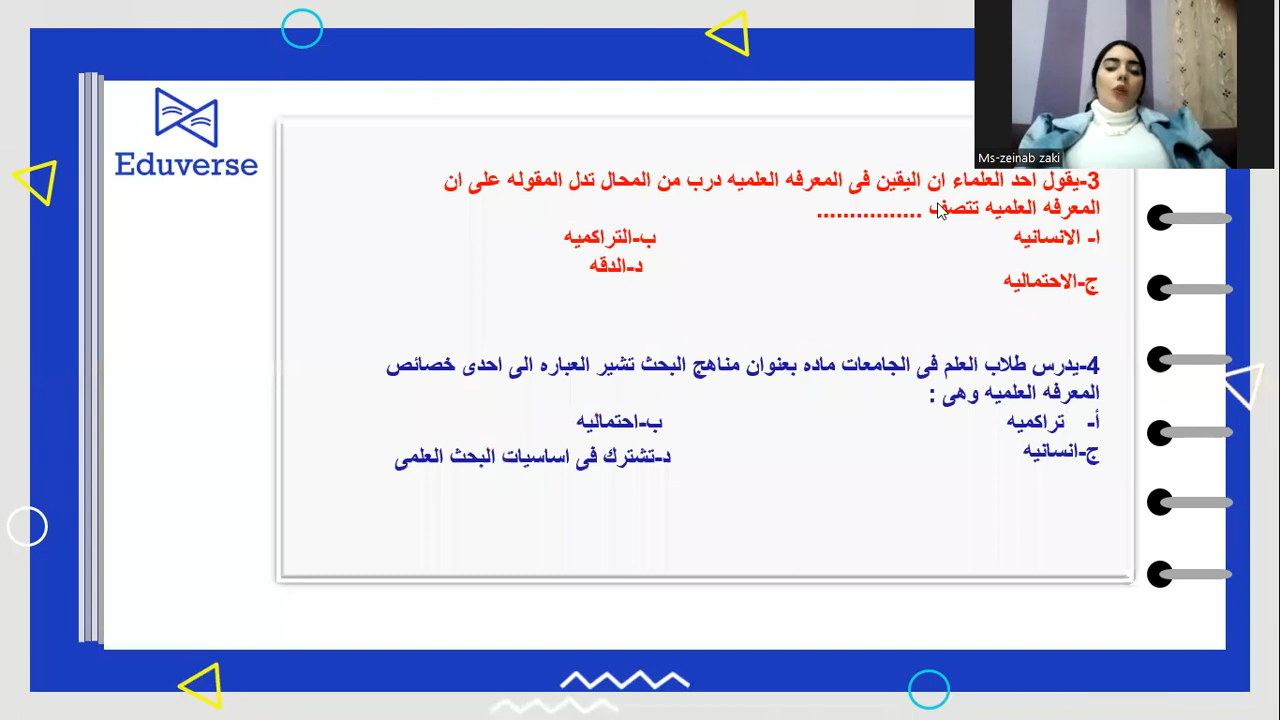 Eduverse
Ms-zeinab zaki
3-يقول احد العلماء ان اليقين فى المعرفه العلميه درب من المحال تدل المقوله على ان
المعرفه العلميه تتصف ................
ا- الانسانيه ب-التراكميه
د-الدقه
ج-الاحتماليه
4-يدرس طلاب العلم فى الجامعات ماده بعنوان مناهج البحث تشير العباره الى احدى خصائص
المعرفه العلميه وهى :
أ- تراكميه ب-احتماليه
ج-انسانيه د-تشترك فى اساسيات البحث العلمى